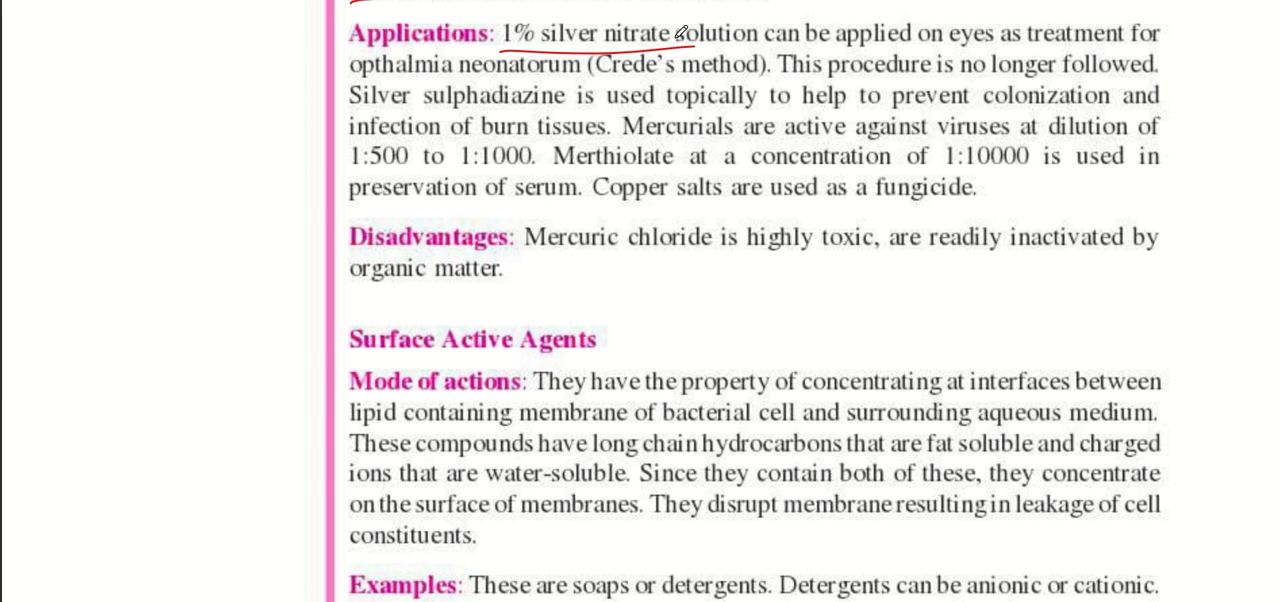 Applications: 1% silver nitrate solution can be applied on eyes as treatment for
opthalmia neonatorum (Crede's method). This procedure is no longer followed.
Silver sulphadiazine is used topically to help to prevent colonization and
infection of burn tissues. Mercurials are active against viruses at dilution of
1:500 to 1:1000. Merthiolate at a concentration of 1:10000 is used in
preservation of serum. Copper salts are used as a fungicide.
Disadvantages: Mercuric chloride is highly toxic, are readily inactivated by
organic matter.
Surface Active Agents
Mode of actions: They have the property of concentrating at interfaces between
lipid containing membrane of bacterial cell and surrounding aqueous medium.
These compounds have long chain hydrocarbons that are fat soluble and charged
ions that are water-soluble. Since they contain both of these, they concentrate
on the surface of membranes. They disrupt membrane resulting in leakage of cell
constituents.
Examples: These are soaps or detergents. Detergents can be anionic or cationic.